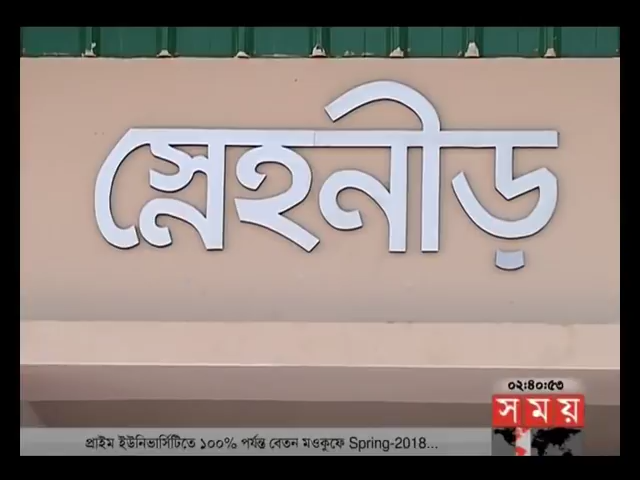 স্নেহনীড়
০২:৪০:৫৩
সময়
প্রাইম ইউনিভার্সিটিতে ১০০% পর্যন্ত বেতন মওকুফে Spring-2018...